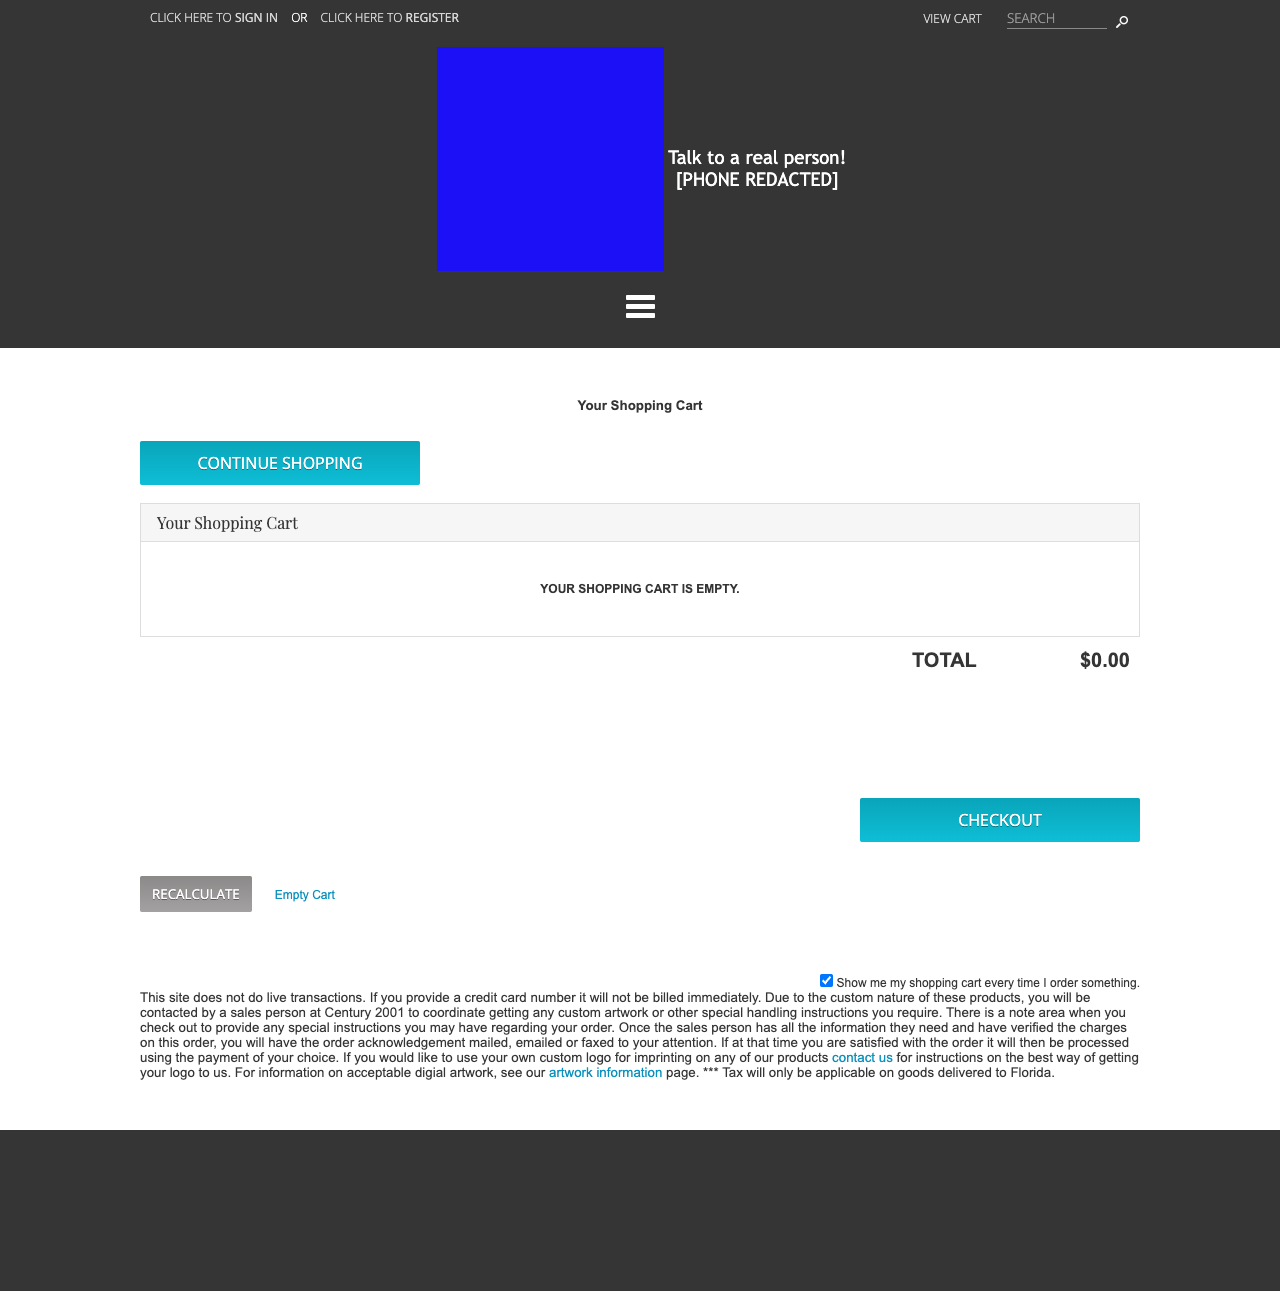 CLICK HERE TO SIGN IN OR CLICK HERE TO REGISTER
VIEW CART
SEARCH
Talk to a real person!
[PHONE REDACTED]
Your Shopping Cart
CONTINUE SHOPPING
Your Shopping Cart
YOUR SHOPPING CART IS EMPTY.
TOTAL $0.00
CHECKOUT
RECALCULATE
Empty Cart
Show me my shopping cart every time I order something.
This site does not do live transactions. If you provide a credit card number it will not be billed immediately. Due to the custom nature of these products, you will be
contacted by a sales person at Century 2001 to coordinate getting any custom artwork or other special handling instructions you require. There is a note area when you
check out to provide any special instructions you may have regarding your order. Once the sales person has all the information they need and have verified the charges
on this order, you will have the order acknowledgement mailed, emailed or faxed to your attention. If at that time you are satisfied with the order it will then be processed
using the payment of your choice. If you would like to use your own custom logo for imprinting on any of our products contact us for instructions on the best way of getting
your logo to us. For information on acceptable digial artwork, see our artwork information page. *** Tax will only be applicable on goods delivered to Florida.